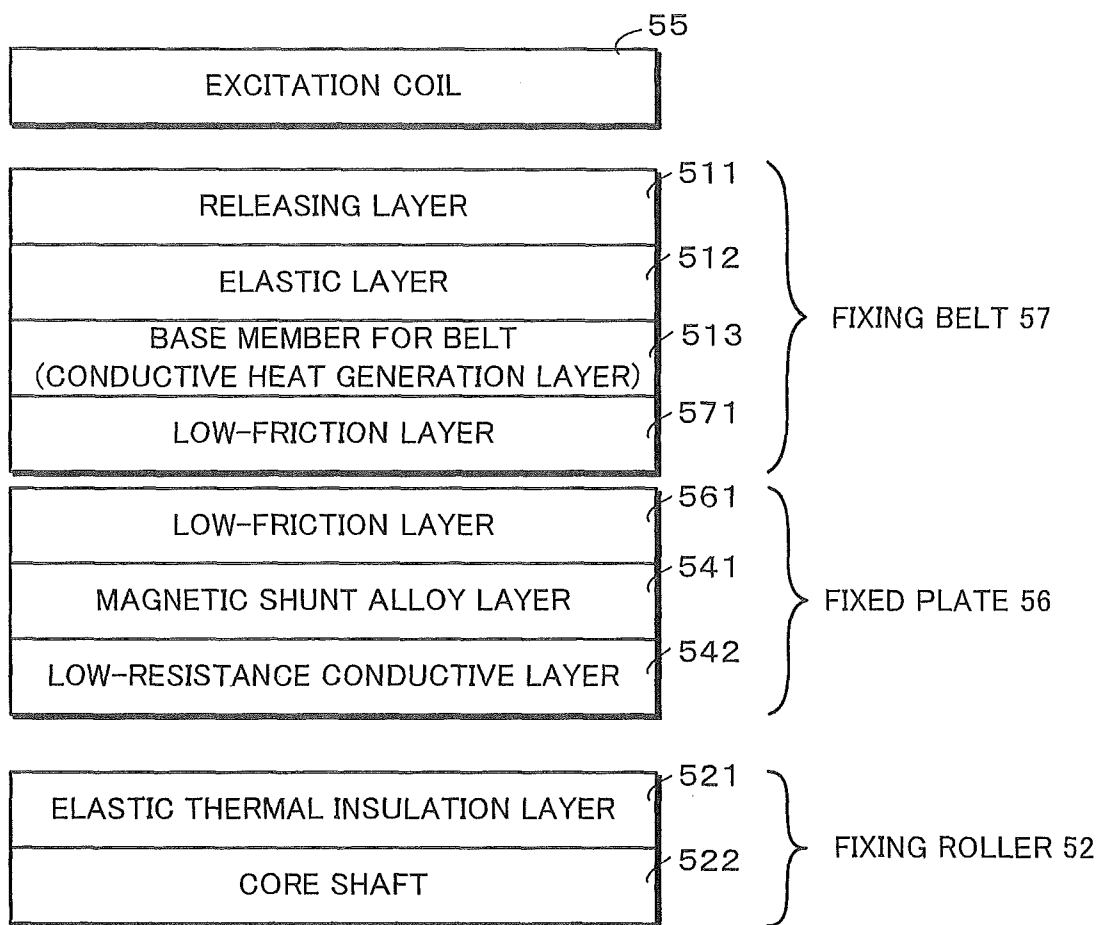 55
EXCITATION COIL
511
RELEASING LAYER
512
ELASTIC LAYER
BASE MEMBER FOR BELT
513
(CONDUCTIVE HEAT GENERATION LAYER)
571
LOW-FRICTION LAYER
FIXING BELT 57
561
LOW-FRICTION LAYER
541
MAGNETIC SHUNT ALLOY LAYER
542
LOW-RESISTANCE CONDUCTIVE LAYER
FIXED PLATE 56
521
ELASTIC THERMAL INSULATION LAYER
522
CORE SHAFT
FIXING ROLLER 52